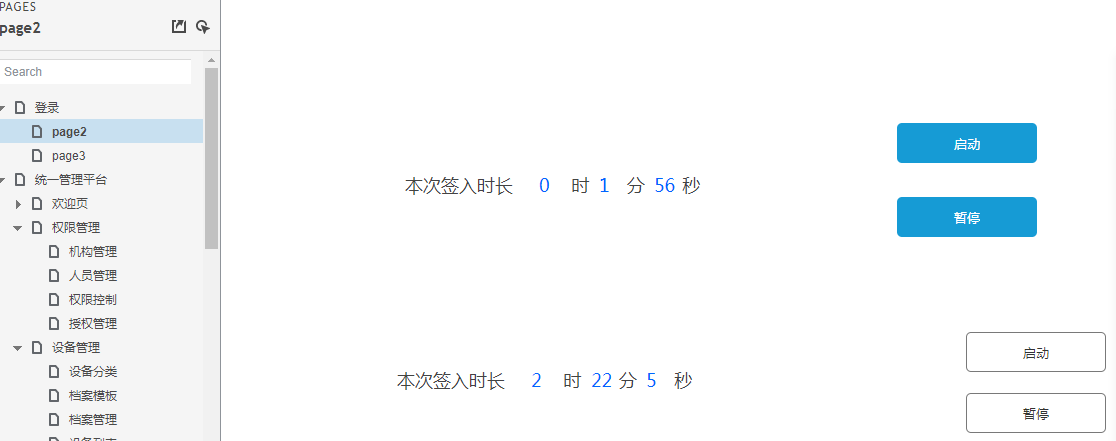 PAGES
page2
Search
登录
page2
page3
统一管理平台
欢迎页
权限管理
机构管理
人员管理
权限控制
授权管理
设备管理
设备分类
档案模板
档案管理
启动
本次签入时长 0 时 1 分 56 秒
暂停
启动
本次签入时长 2 时 22 分 5 秒
暂停